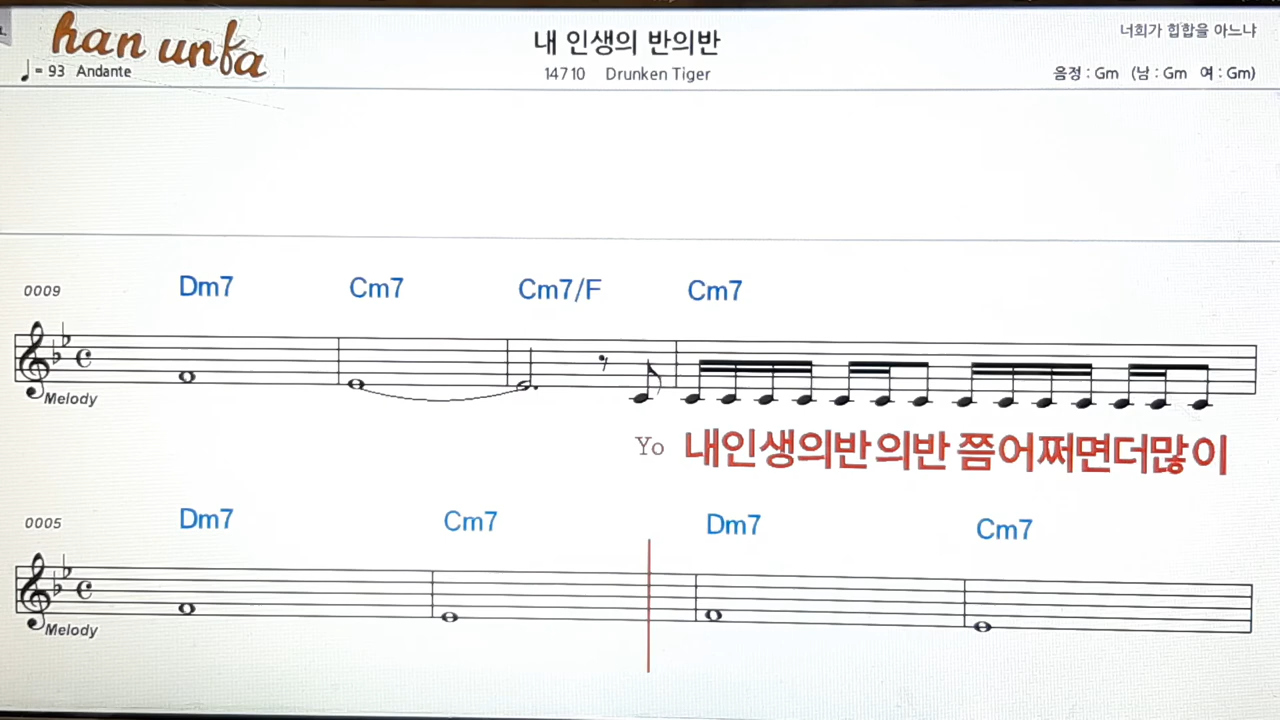 han unfa
내 인생의 반의반
너희가 힙합을 아느냐
♩= 93 Andante
14710 Drunken Tiger
음정 : Gm (남 : Gm 여 : Gm)
0009 Dm7 Cm7 Cm7/F Cm7
Melody
Yo 내인생의반의반 쯤어쩌면더많이
0005 Dm7 Cm7 Dm7 Cm7
Melody